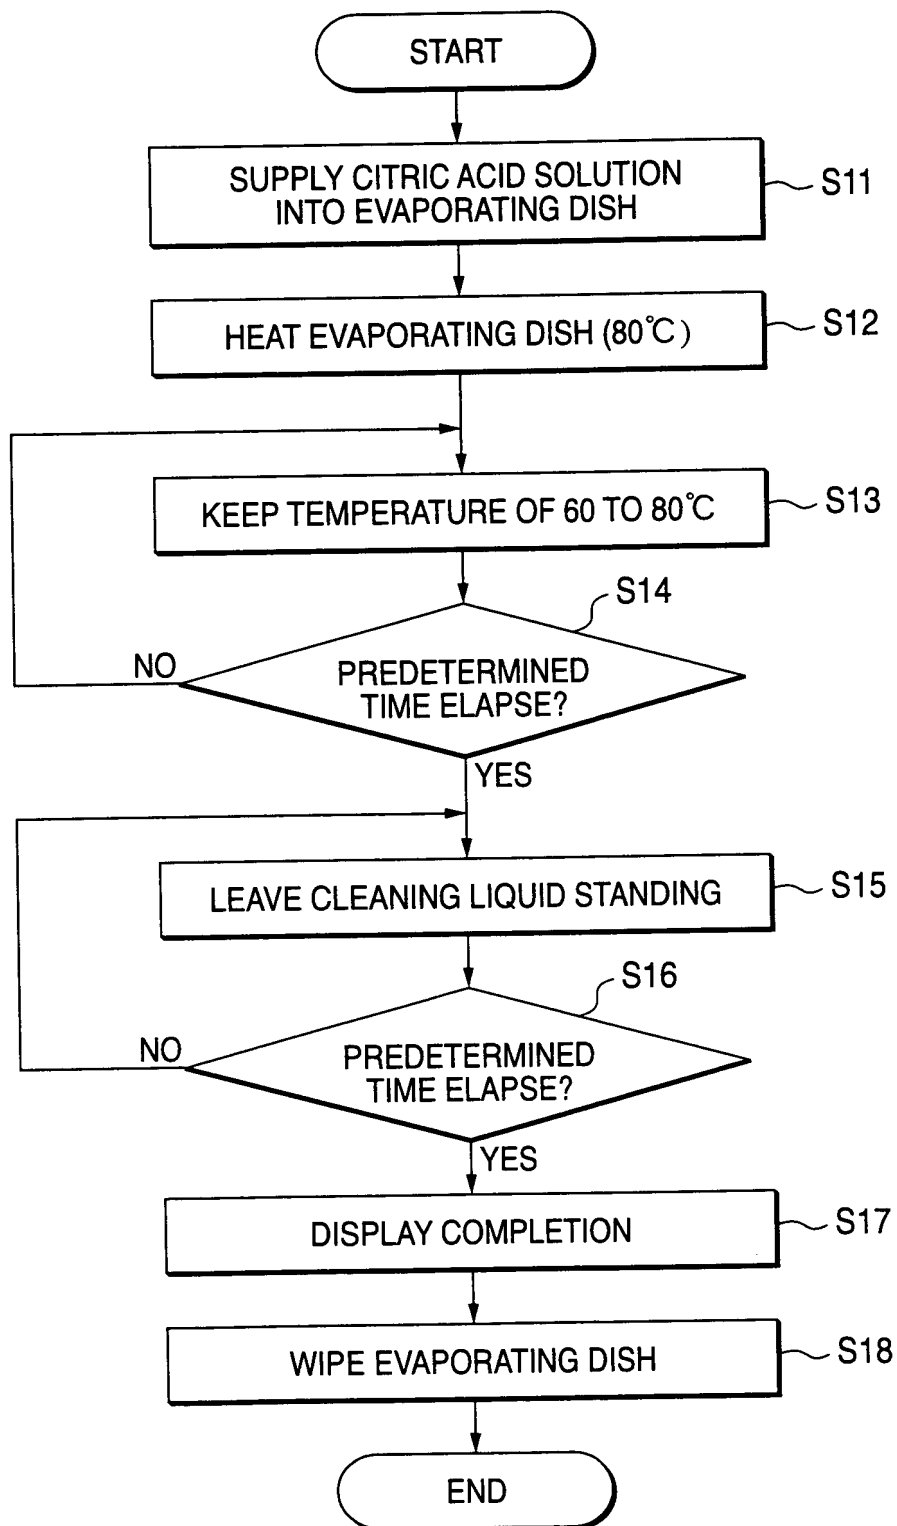 START
SUPPLY CITRIC ACID SOLUTION
INTO EVAPORATING DISH
S11
HEAT EVAPORATING DISH (80℃)
S12
KEEP TEMPERATURE OF 60 TO 80℃
S13
S14
PREDETERMINED
TIME ELAPSE?
NO
YES
LEAVE CLEANING LIQUID STANDING
S15
S16
PREDETERMINED
TIME ELAPSE?
NO
YES
DISPLAY COMPLETION
S17
WIPE EVAPORATING DISH
S18
END